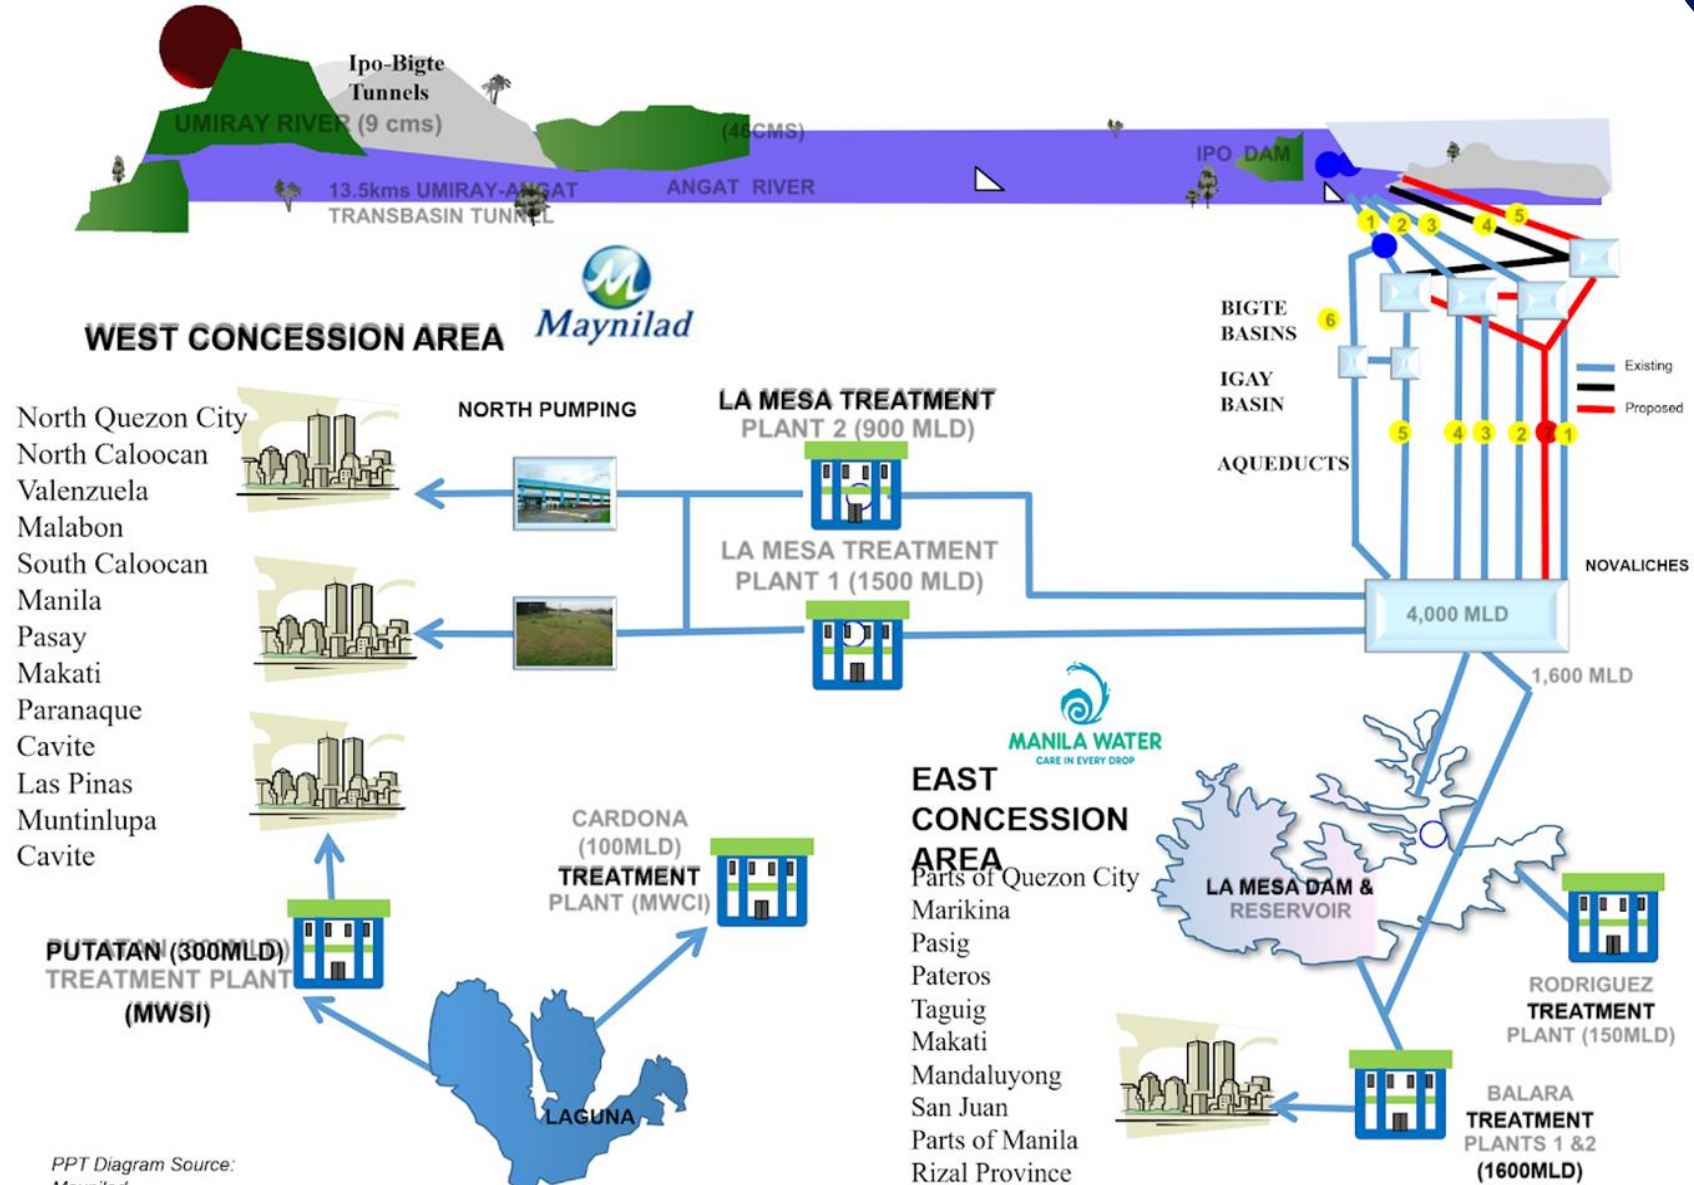 Ipo-Bigte
Tunnels
UMIRAY RIVER (9 cms)
(46CMS)
IPO DAM
13.5kms UMIRAY-ANGAT
TRANSBASIN TUNNEL
ANGAT RIVER
1
2
3
4
5
Maynilad
WEST CONCESSION AREA
BIGTE
BASINS
6
IGAY
BASIN
AQUEDUCTS
Existing
Proposed
5
4
3
2
1
North Quezon City
North Caloocan
Valenzuela
Malabon
South Caloocan
Manila
Pasay
Makati
Paranaque
Cavite
Las Pinas
Muntinlupa
Cavite
NORTH PUMPING
LA MESA TREATMENT
PLANT 2 (900 MLD)
LA MESA TREATMENT
PLANT 1 (1500 MLD)
NOVALICHES
4,000 MLD
1,600 MLD
MANILA WATER
CARE IN EVERY DROP
EAST
CONCESSION
AREA
Parts of Quezon City
Marikina
Pasig
Pateros
Taguig
Makati
Mandaluyong
San Juan
Parts of Manila
Rizal Province
CARDONA
(100MLD)
TREATMENT
PLANT (MWCI)
PUTATAN (300MLD)
TREATMENT PLANT
(MWSI)
LAGUNA
LA MESA DAM &
RESERVOIR
RODRIGUEZ
TREATMENT
PLANT (150MLD)
BALARA
TREATMENT
PLANTS 1 &2
(1600MLD)
PPT Diagram Source:
Maynilad